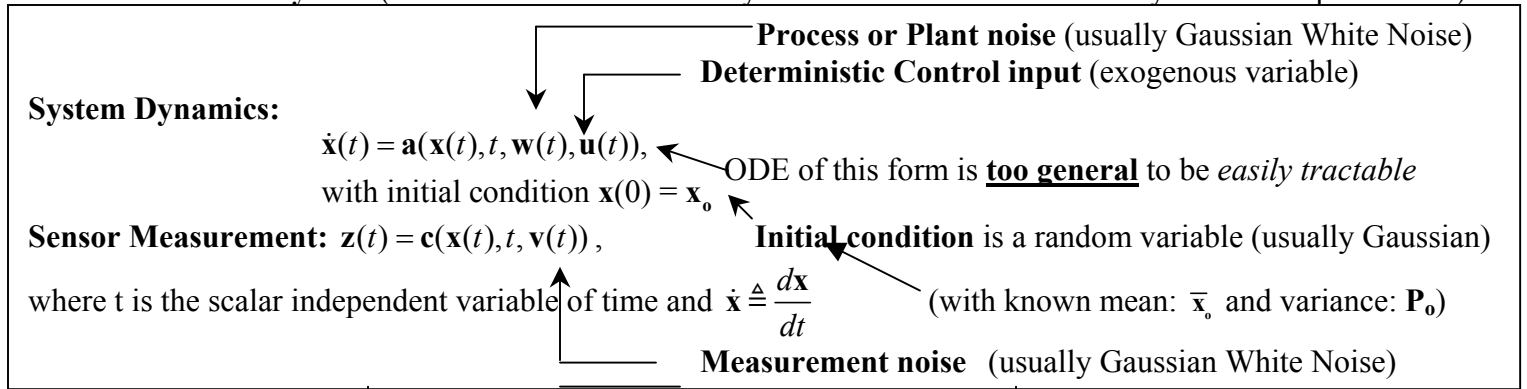 Process or Plant noise (usually Gaussian White Noise)
Deterministic Control input (exogenous variable)
System Dynamics:
ẋ(t) = a(x(t), t, w(t), u(t)),
ODE of this form is too general to be easily tractable
with initial condition x(0) = xₒ
Sensor Measurement: z(t) = c(x(t), t, v(t)) ,
Initial condition is a random variable (usually Gaussian)
where t is the scalar independent variable of time and ẋ ≜ dx/dt
(with known mean: x̄ₒ and variance: Pₒ)
Measurement noise (usually Gaussian White Noise)